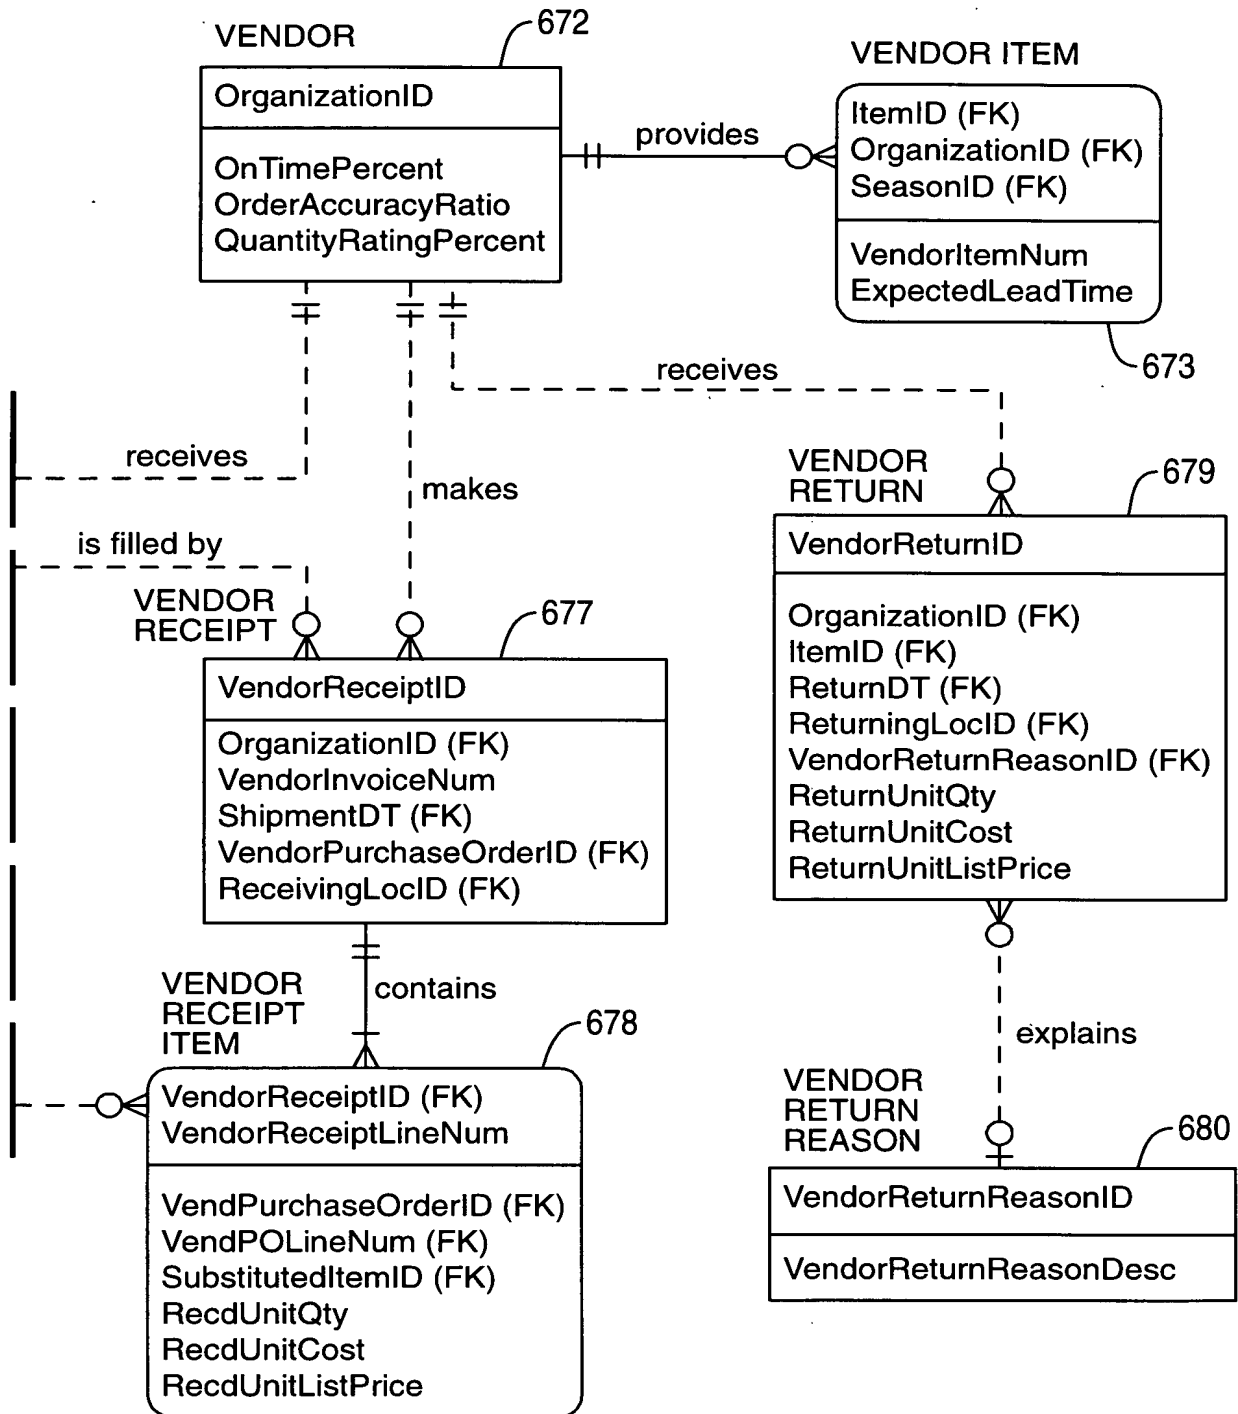 VENDOR
672
OrganizationID
OnTimePercent
OrderAccuracyRatio
QuantityRatingPercent
provides
VENDOR ITEM
ItemID (FK)
OrganizationID (FK)
SeasonID (FK)
VendorItemNum
ExpectedLeadTime
673
receives
receives
makes
is filled by
VENDOR
RETURN
679
VendorReturnID
OrganizationID (FK)
ItemID (FK)
ReturnDT (FK)
ReturningLocID (FK)
VendorReturnReasonID (FK)
ReturnUnitQty
ReturnUnitCost
ReturnUnitListPrice
VENDOR
RECEIPT
677
VendorReceiptID
OrganizationID (FK)
VendorInvoiceNum
ShipmentDT (FK)
VendorPurchaseOrderID (FK)
ReceivingLocID (FK)
contains
VENDOR
RECEIPT
ITEM
678
VendorReceiptID (FK)
VendorReceiptLineNum
VendPurchaseOrderID (FK)
VendPOLineNum (FK)
SubstitutedItemID (FK)
RecdUnitQty
RecdUnitCost
RecdUnitListPrice
explains
VENDOR
RETURN
REASON
680
VendorReturnReasonID
VendorReturnReasonDesc